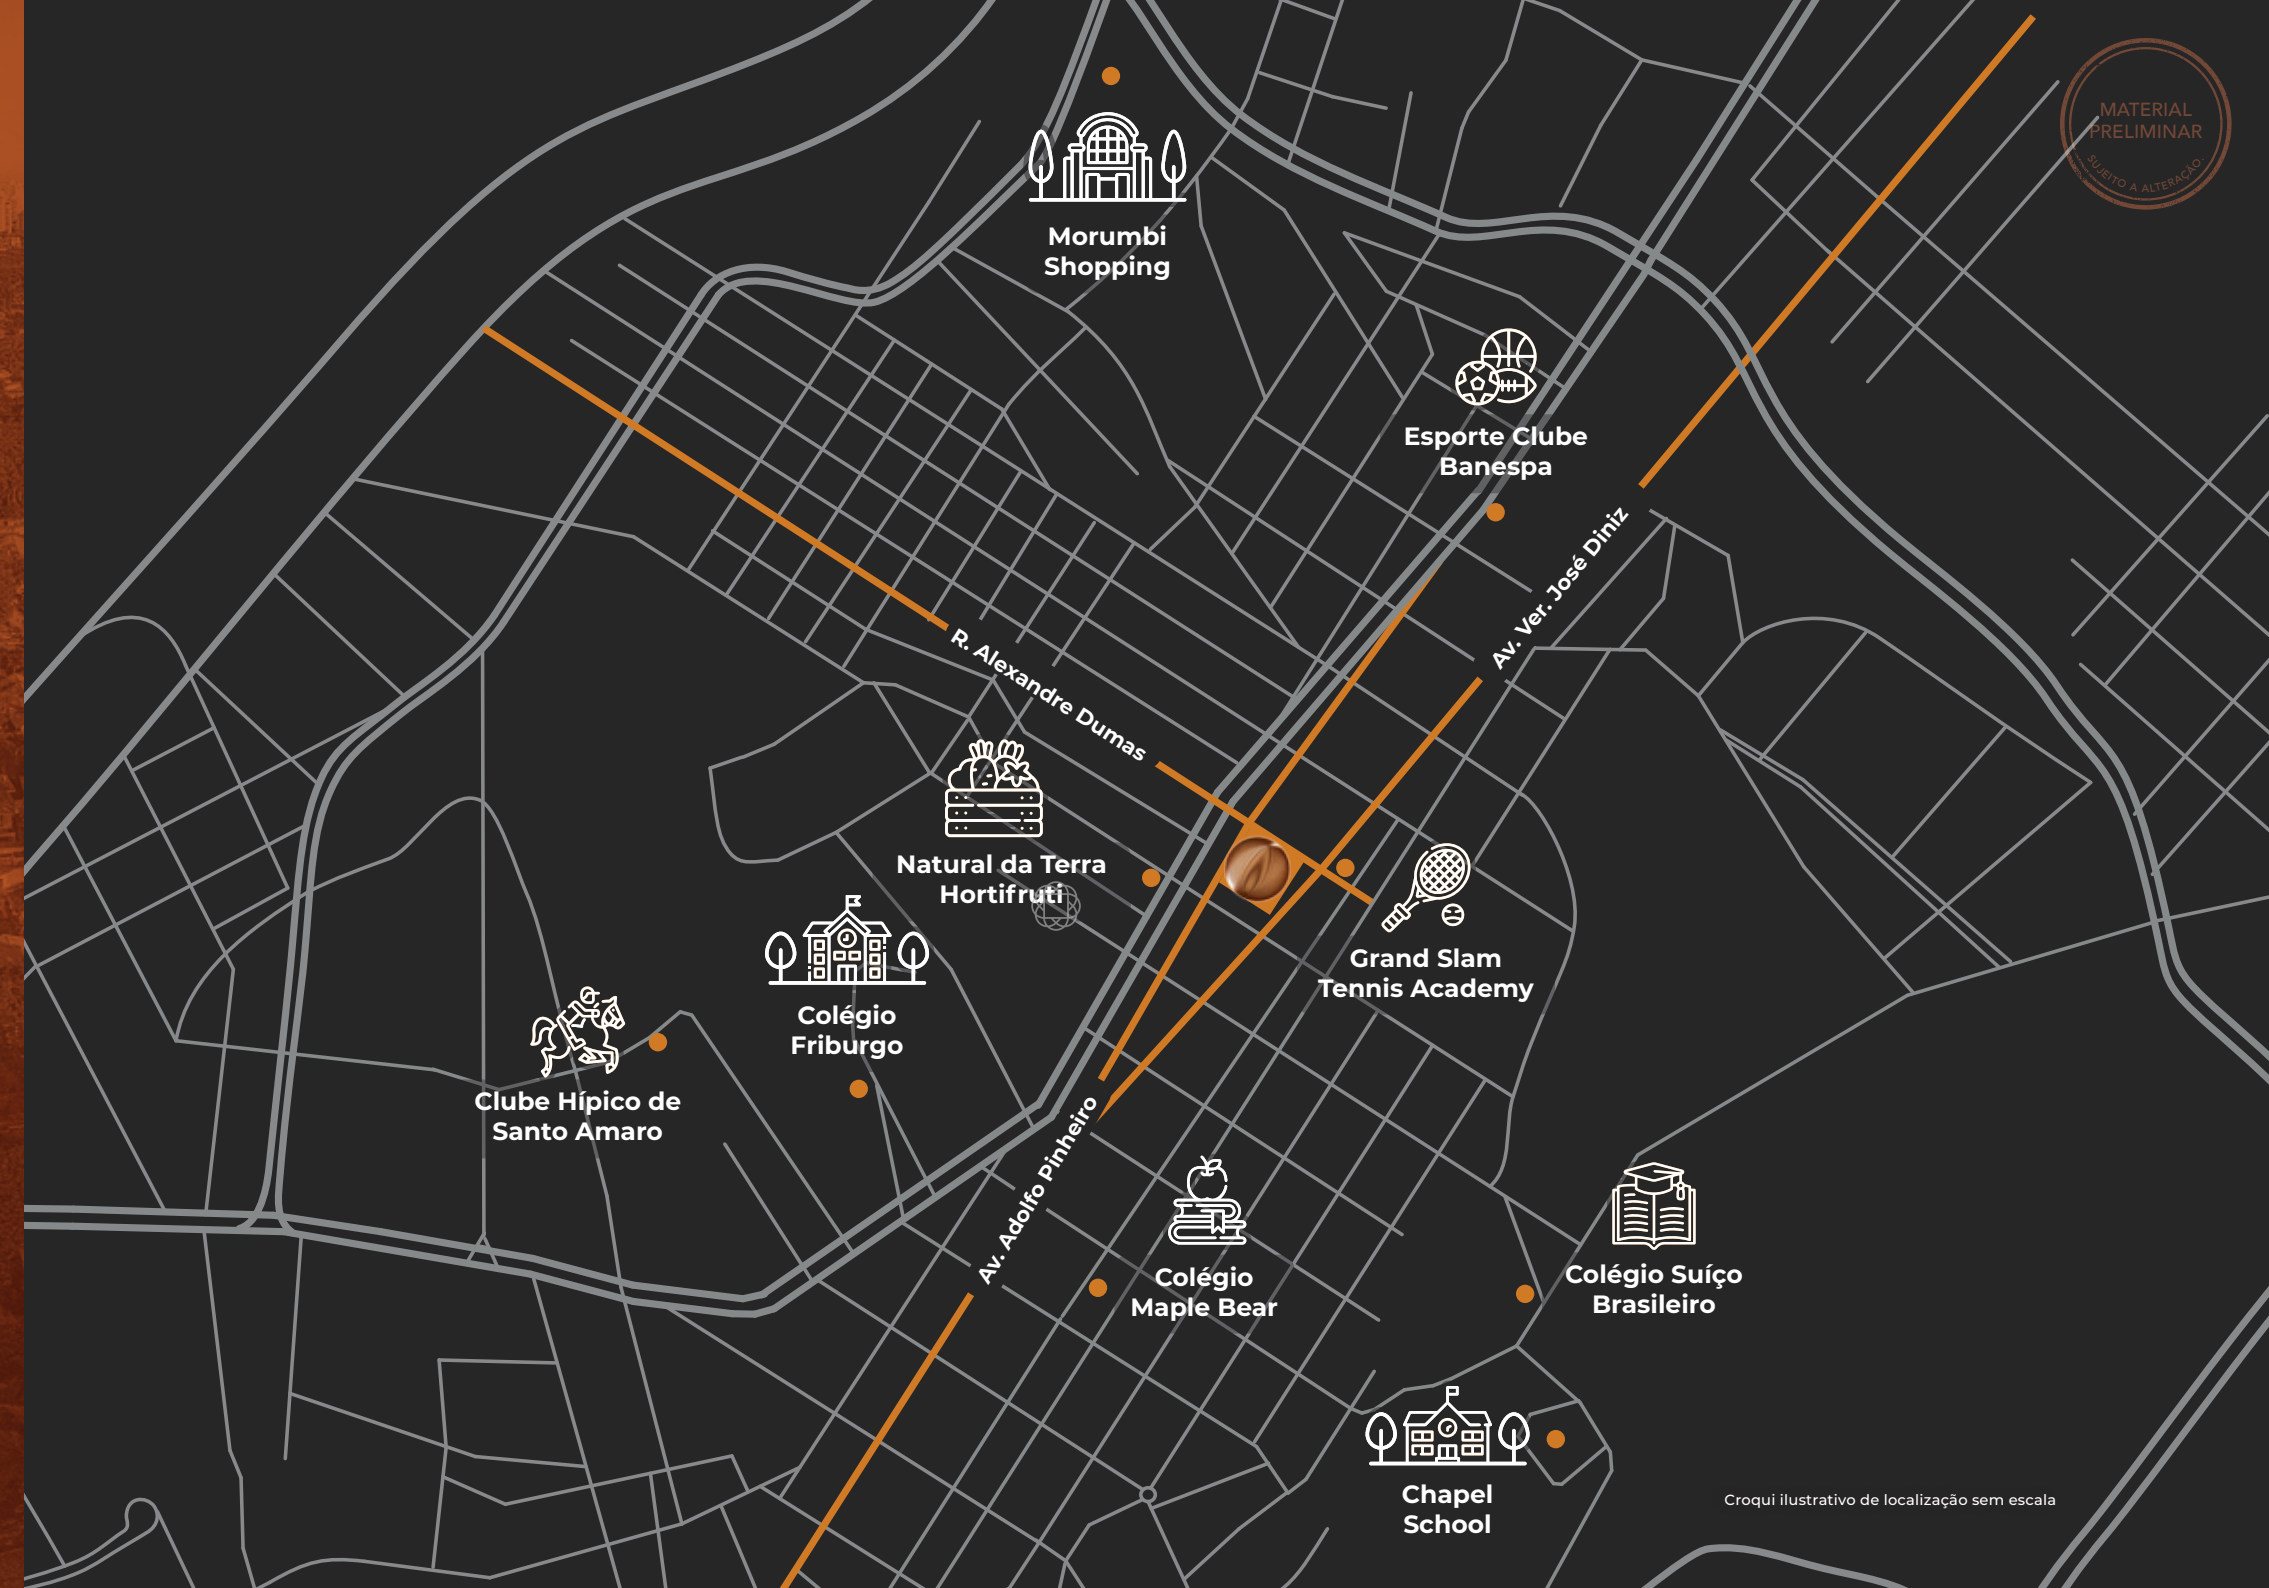 MATERIAL
PRELIMINAR
SUJEITO A ALTERAÇÃO.
Morumbi
Shopping
Esporte Clube
Banespa
Av. Ver. José Diniz
R. Alexandre Dumas
Natural da Terra
Hortifruti
Grand Slam
Tennis Academy
Colégio
Friburgo
Clube Hípico de
Santo Amaro
Av. Adolfo Pinheiro
Colégio
Maple Bear
Colégio Suíço
Brasileiro
Chapel
School
Croqui ilustrativo de localização sem escala